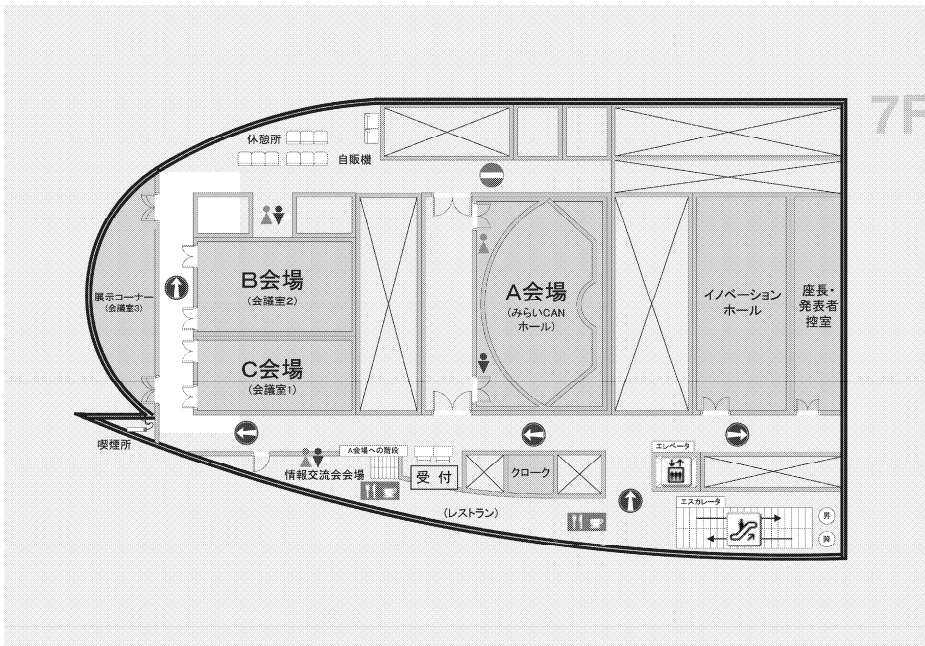 7F
休憩所
自販機
B会場
(会議室2)
A会場
(みらいCAN
ホール)
イノベーション
ホール
座長・
発表者
控室
展示コーナー
(会議室3)
C会場
(会議室1)
喫煙所
A会場への階段
情報交流会会場
受付
クローク
エレベータ
(レストラン)
エスカレータ
昇
降